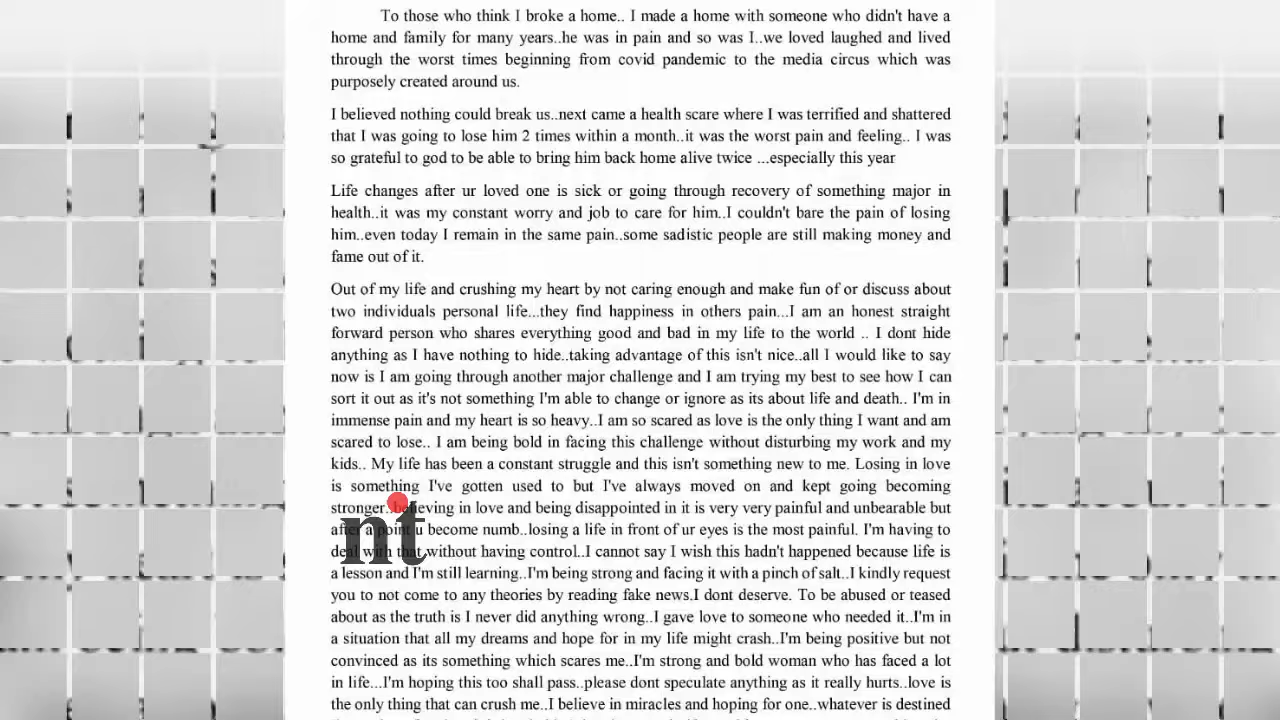 To those who think I broke a home.. I made a home with someone who didn't have a
home and family for many years..he was in pain and so was I..we loved laughed and lived
through the worst times beginning from covid pandemic to the media circus which was
purposely created around us.
I believed nothing could break us..next came a health scare where I was terrified and shattered
that I was going to lose him 2 times within a month..it was the worst pain and feeling.. I was
so grateful to god to be able to bring him back home alive twice ...especially this year
Life changes after ur loved one is sick or going through recovery of something major in
health..it was my constant worry and job to care for him..I couldn't bare the pain of losing
him..even today I remain in the same pain..some sadistic people are still making money and
fame out of it.
Out of my life and crushing my heart by not caring enough and make fun of or discuss about
two individuals personal life...they find happiness in others pain...I am an honest straight
forward person who shares everything good and bad in my life to the world .. I dont hide
anything as I have nothing to hide..taking advantage of this isn't nice..all I would like to say
now is I am going through another major challenge and I am trying my best to see how I can
sort it out as it's not something I'm able to change or ignore as its about life and death.. I'm in
immense pain and my heart is so heavy..I am so scared as love is the only thing I want and am
scared to lose.. I am being bold in facing this challenge without disturbing my work and my
kids.. My life has been a constant struggle and this isn't something new to me. Losing in love
is something I've gotten used to but I've always moved on and kept going becoming
stronger..believing in love and being disappointed in it is very very painful and unbearable but
after a point u become numb..losing a life in front of ur eyes is the most painful. I'm having to
deal with that without having control..I cannot say I wish this hadn't happened because life is
a lesson and I'm still learning..I'm being strong and facing it with a pinch of salt..I kindly request
you to not come to any theories by reading fake news.I dont deserve. To be abused or teased
about as the truth is I never did anything wrong..I gave love to someone who needed it..I'm in
a situation that all my dreams and hope for in my life might crash..I'm being positive but not
convinced as its something which scares me..I'm strong and bold woman who has faced a lot
in life...I'm hoping this too shall pass..please dont speculate anything as it really hurts..love is
the only thing that can crush me..I believe in miracles and hoping for one..whatever is destined
nt